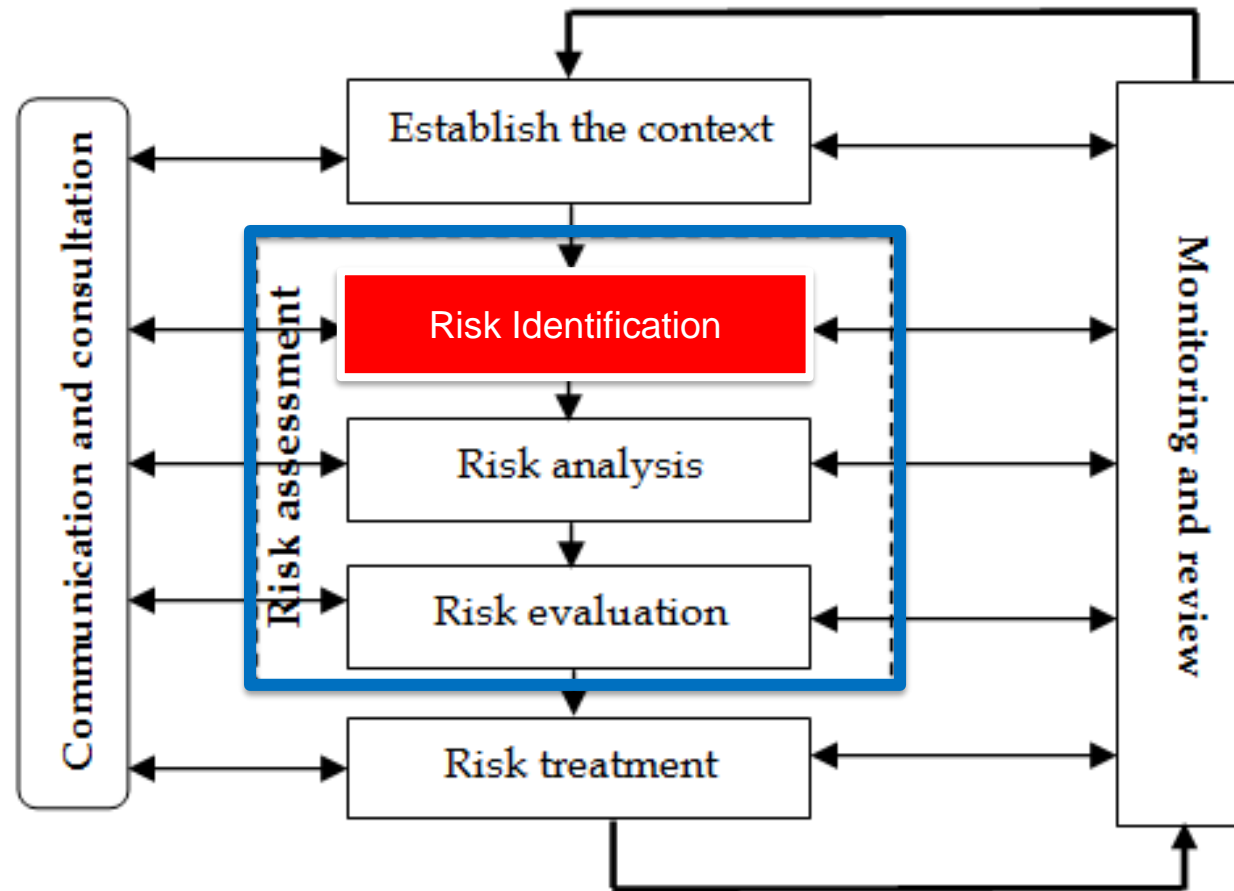 Establish the context
Communication and consultation
Risk assessment
Risk Identification
Risk analysis
Risk evaluation
Risk treatment
Monitoring and review